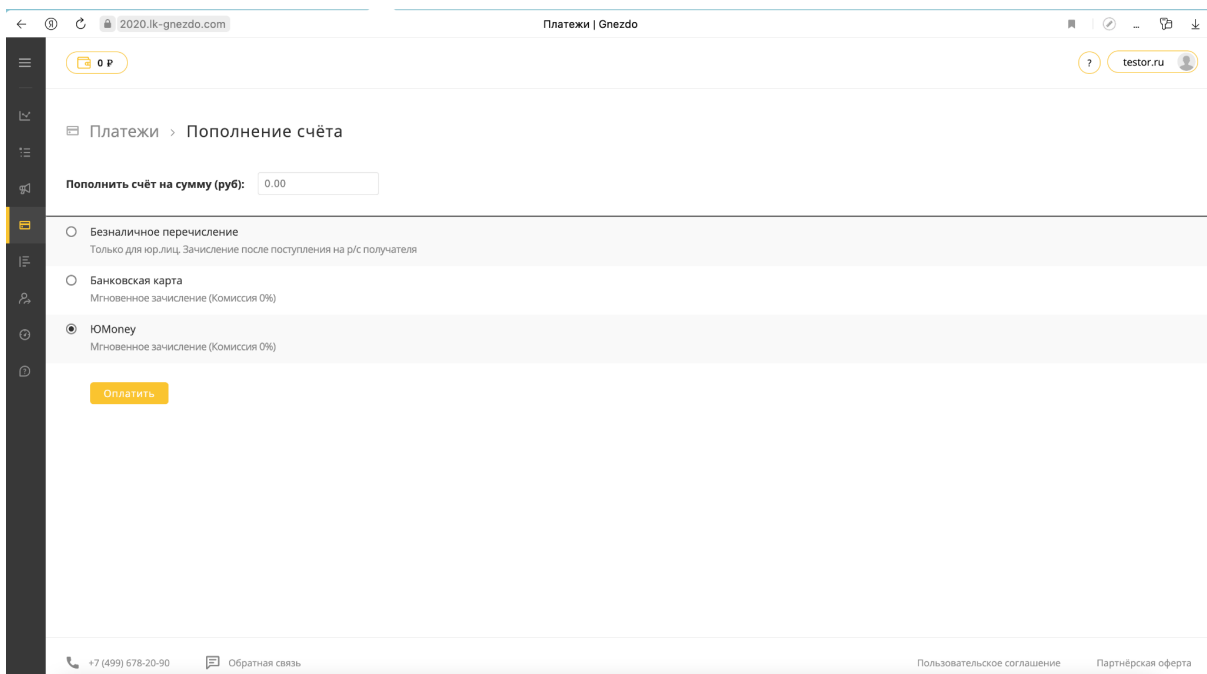 2020.lk-gnezdo.com
Платежи | Gnezdo
0 ₽
?
testor.ru
Платежи › Пополнение счёта
Пополнить счёт на сумму (руб):
0.00
Безналичное перечисление
Только для юр.лиц. Зачисление после поступления на р/с получателя
Банковская карта
Мгновенное зачисление (Комиссия 0%)
ЮMoney
Мгновенное зачисление (Комиссия 0%)
Оплатить
+7 (499) 678-20-90
Обратная связь
Пользовательское соглашение
Партнёрская оферта